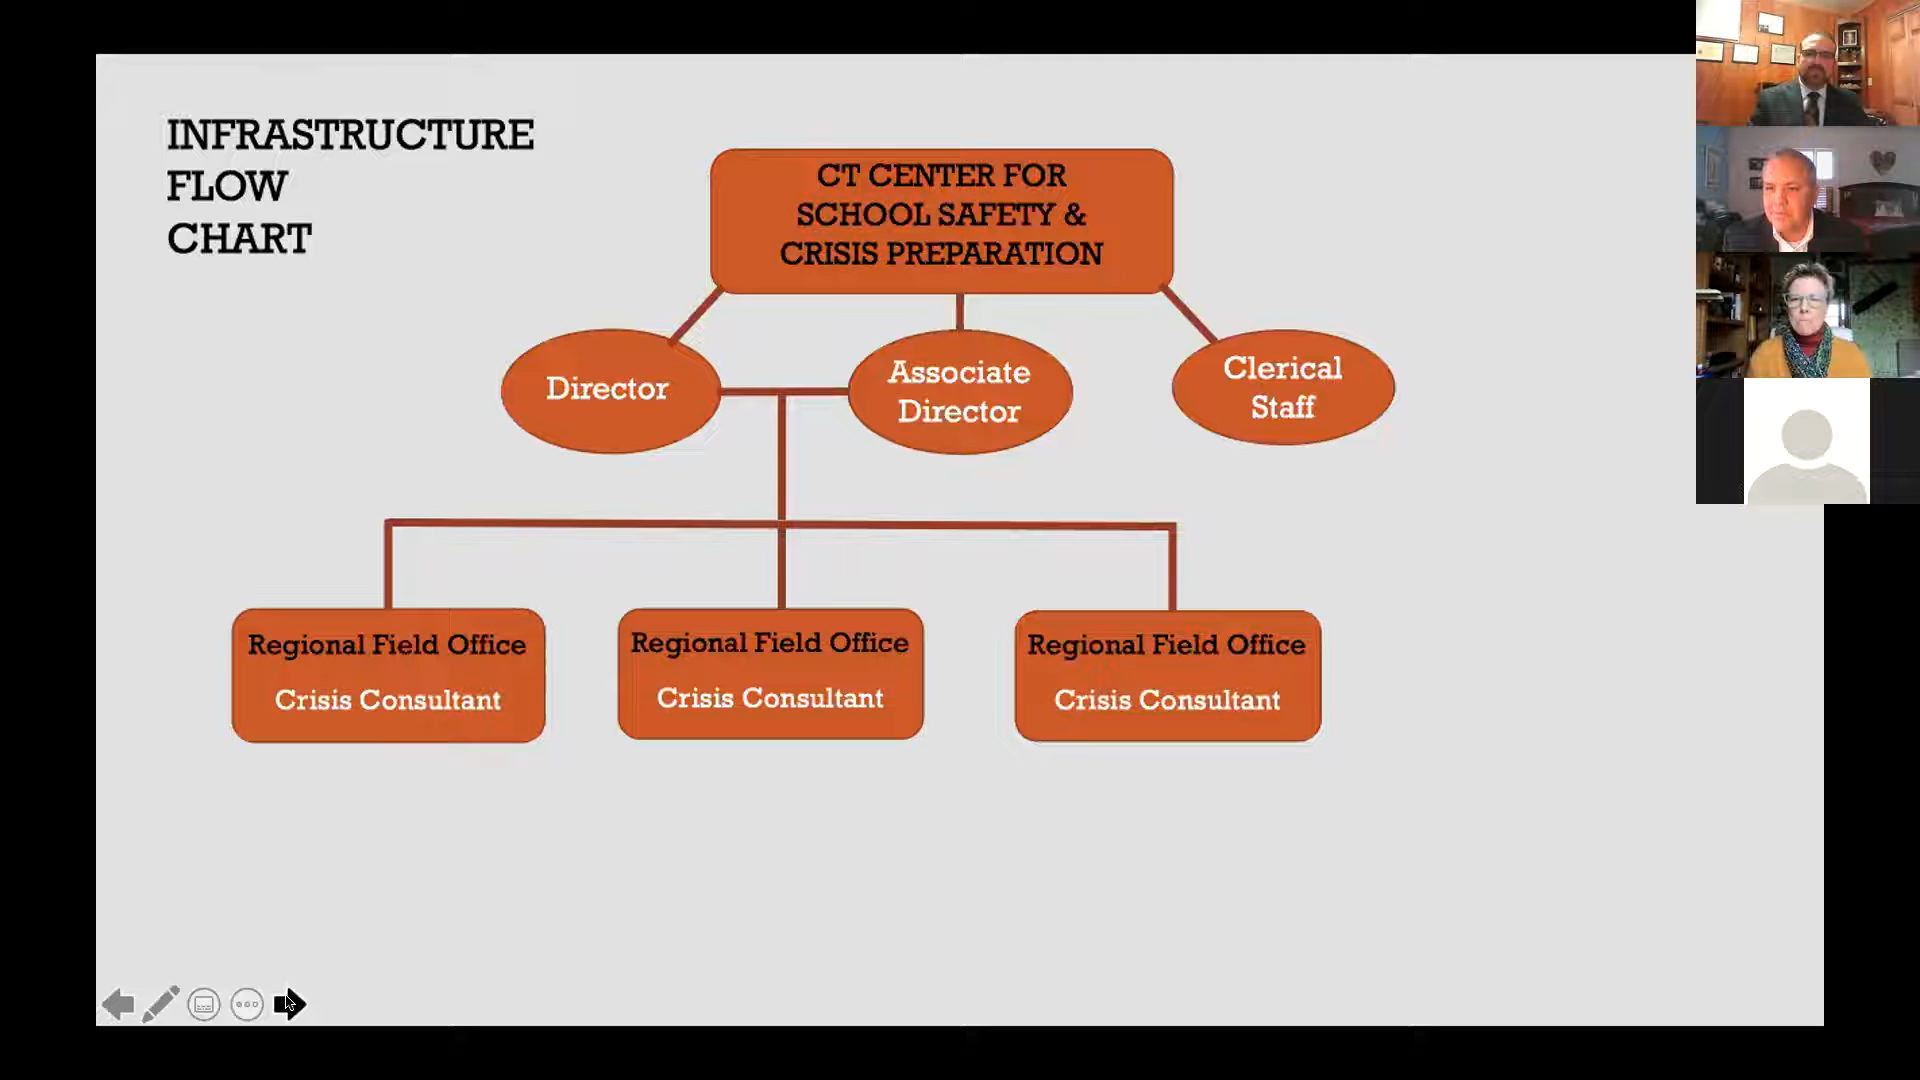 INFRASTRUCTURE
FLOW
CHART
CT CENTER FOR
SCHOOL SAFETY &
CRISIS PREPARATION
Director
Associate
Director
Clerical
Staff
Regional Field Office
Crisis Consultant
Regional Field Office
Crisis Consultant
Regional Field Office
Crisis Consultant